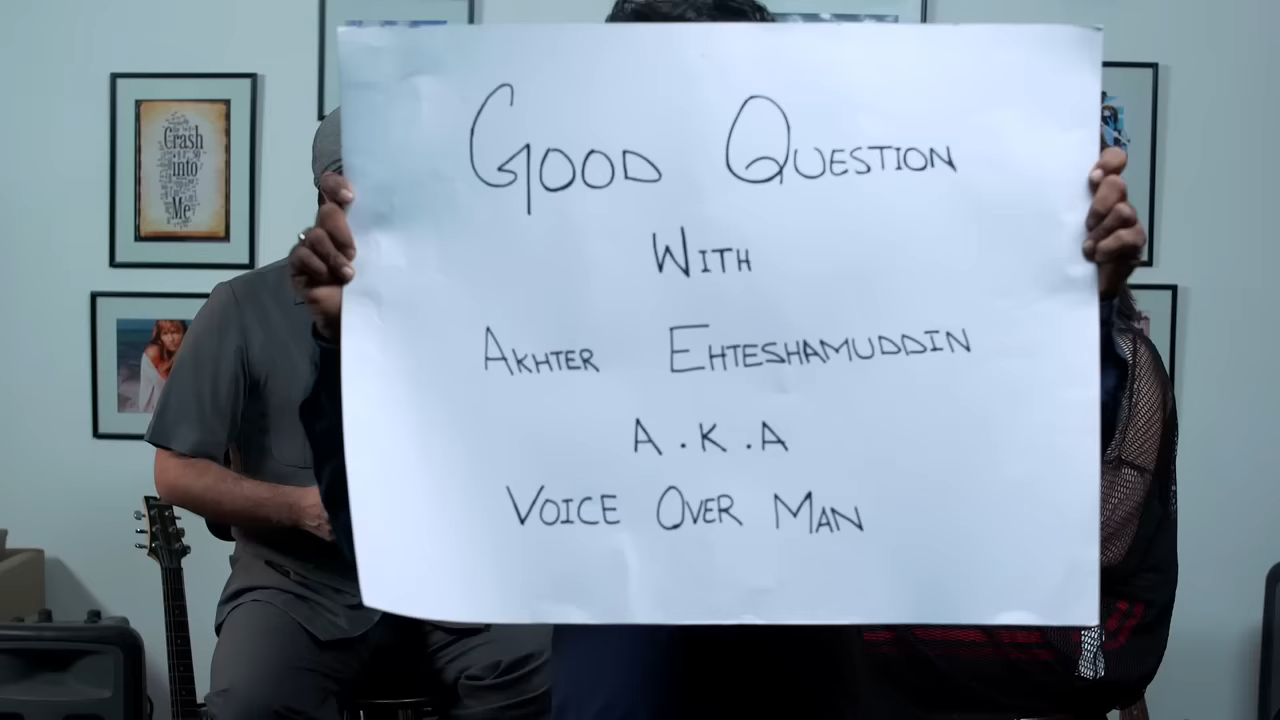 Crash
into
Me
GOOD QUESTION
WITH
AKHTER EHTESHAMUDDIN
A.K.A
VOICE OVER MAN